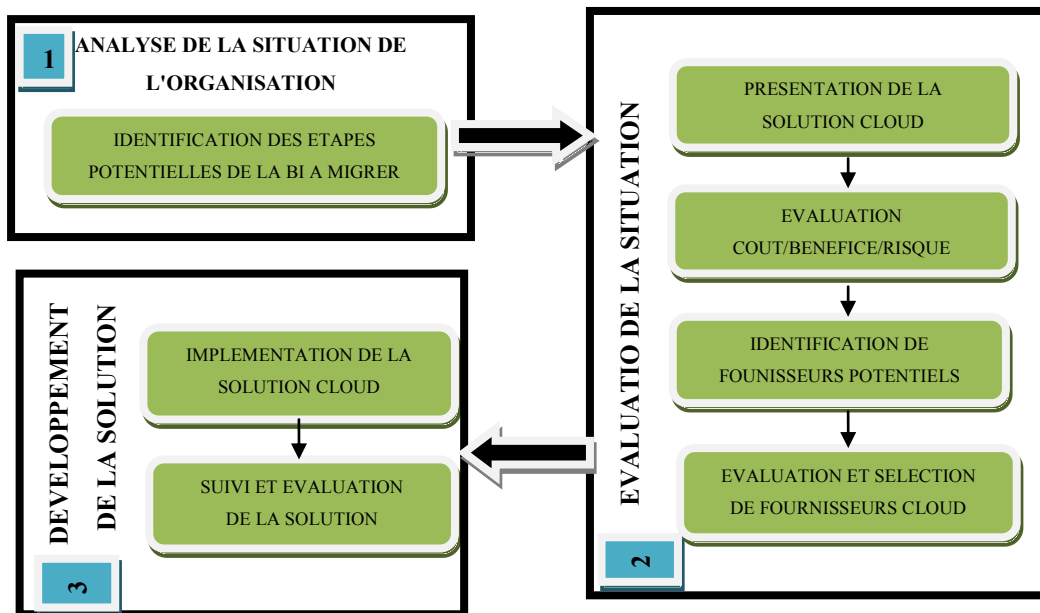 1
ANALYSE DE LA SITUATION DE
L'ORGANISATION
IDENTIFICATION DES ETAPES
POTENTIELLES DE LA BI A MIGRER
EVALUATIO DE LA SITUATION
2
PRESENTATION DE LA
SOLUTION CLOUD
EVALUATION
COUT/BENEFICE/RISQUE
IDENTIFICATION DE
FOUNISSEURS POTENTIELS
EVALUATION ET SELECTION
DE FOURNISSEURS CLOUD
DEVELOPPEMENT
DE LA SOLUTION
3
IMPLEMENTATION DE LA
SOLUTION CLOUD
SUIVI ET EVALUATION
DE LA SOLUTION